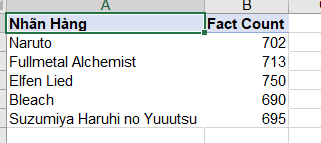 A B
Nhãn Hàng Fact Count
Naruto 702
Fullmetal Alchemist 713
Elfen Lied 750
Bleach 690
Suzumiya Haruhi no Yuuutsu 695